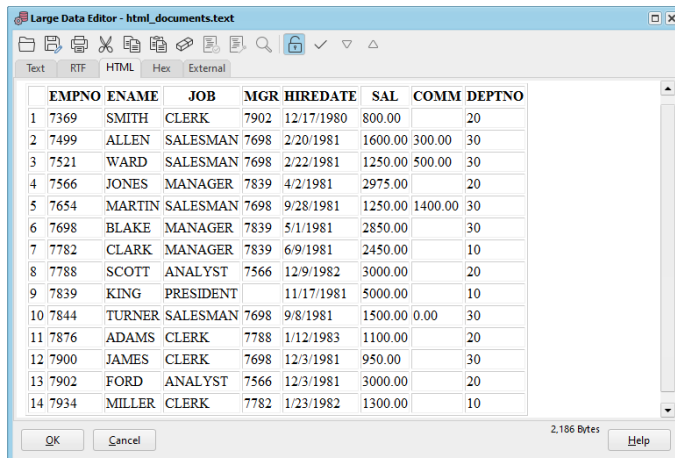 Large Data Editor - html_documents.text
Text RTF HTML Hex External
EMPNO ENAME JOB MGR HIREDATE SAL COMM DEPTNO
1 7369 SMITH CLERK 7902 12/17/1980 800.00 20
2 7499 ALLEN SALESMAN 7698 2/20/1981 1600.00 300.00 30
3 7521 WARD SALESMAN 7698 2/22/1981 1250.00 500.00 30
4 7566 JONES MANAGER 7839 4/2/1981 2975.00 20
5 7654 MARTIN SALESMAN 7698 9/28/1981 1250.00 1400.00 30
6 7698 BLAKE MANAGER 7839 5/1/1981 2850.00 30
7 7782 CLARK MANAGER 7839 6/9/1981 2450.00 10
8 7788 SCOTT ANALYST 7566 12/9/1982 3000.00 20
9 7839 KING PRESIDENT 11/17/1981 5000.00 10
10 7844 TURNER SALESMAN 7698 9/8/1981 1500.00 0.00 30
11 7876 ADAMS CLERK 7788 1/12/1983 1100.00 20
12 7900 JAMES CLERK 7698 12/3/1981 950.00 30
13 7902 FORD ANALYST 7566 12/3/1981 3000.00 20
14 7934 MILLER CLERK 7782 1/23/1982 1300.00 10
2,186 Bytes
OK Cancel Help